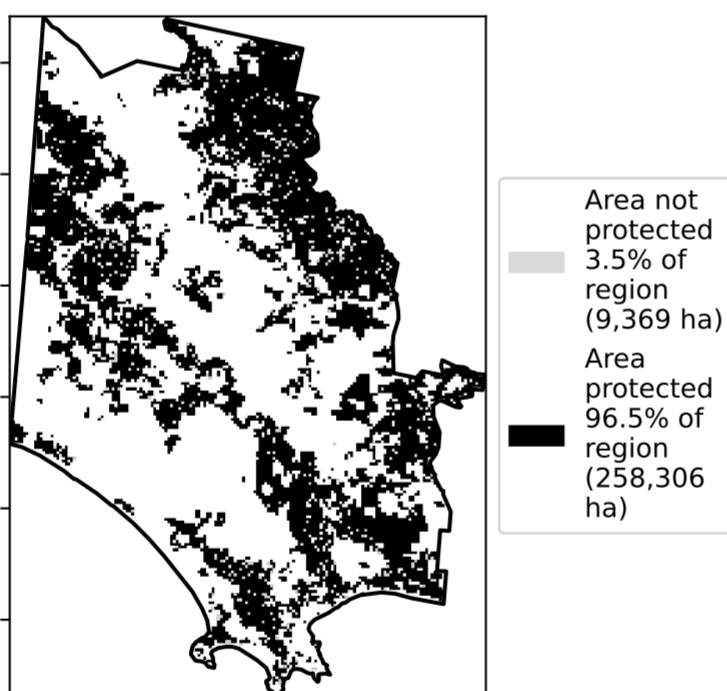 Area not
protected
3.5% of
region
(9,369 ha)
Area
protected
96.5% of
region
(258,306
ha)